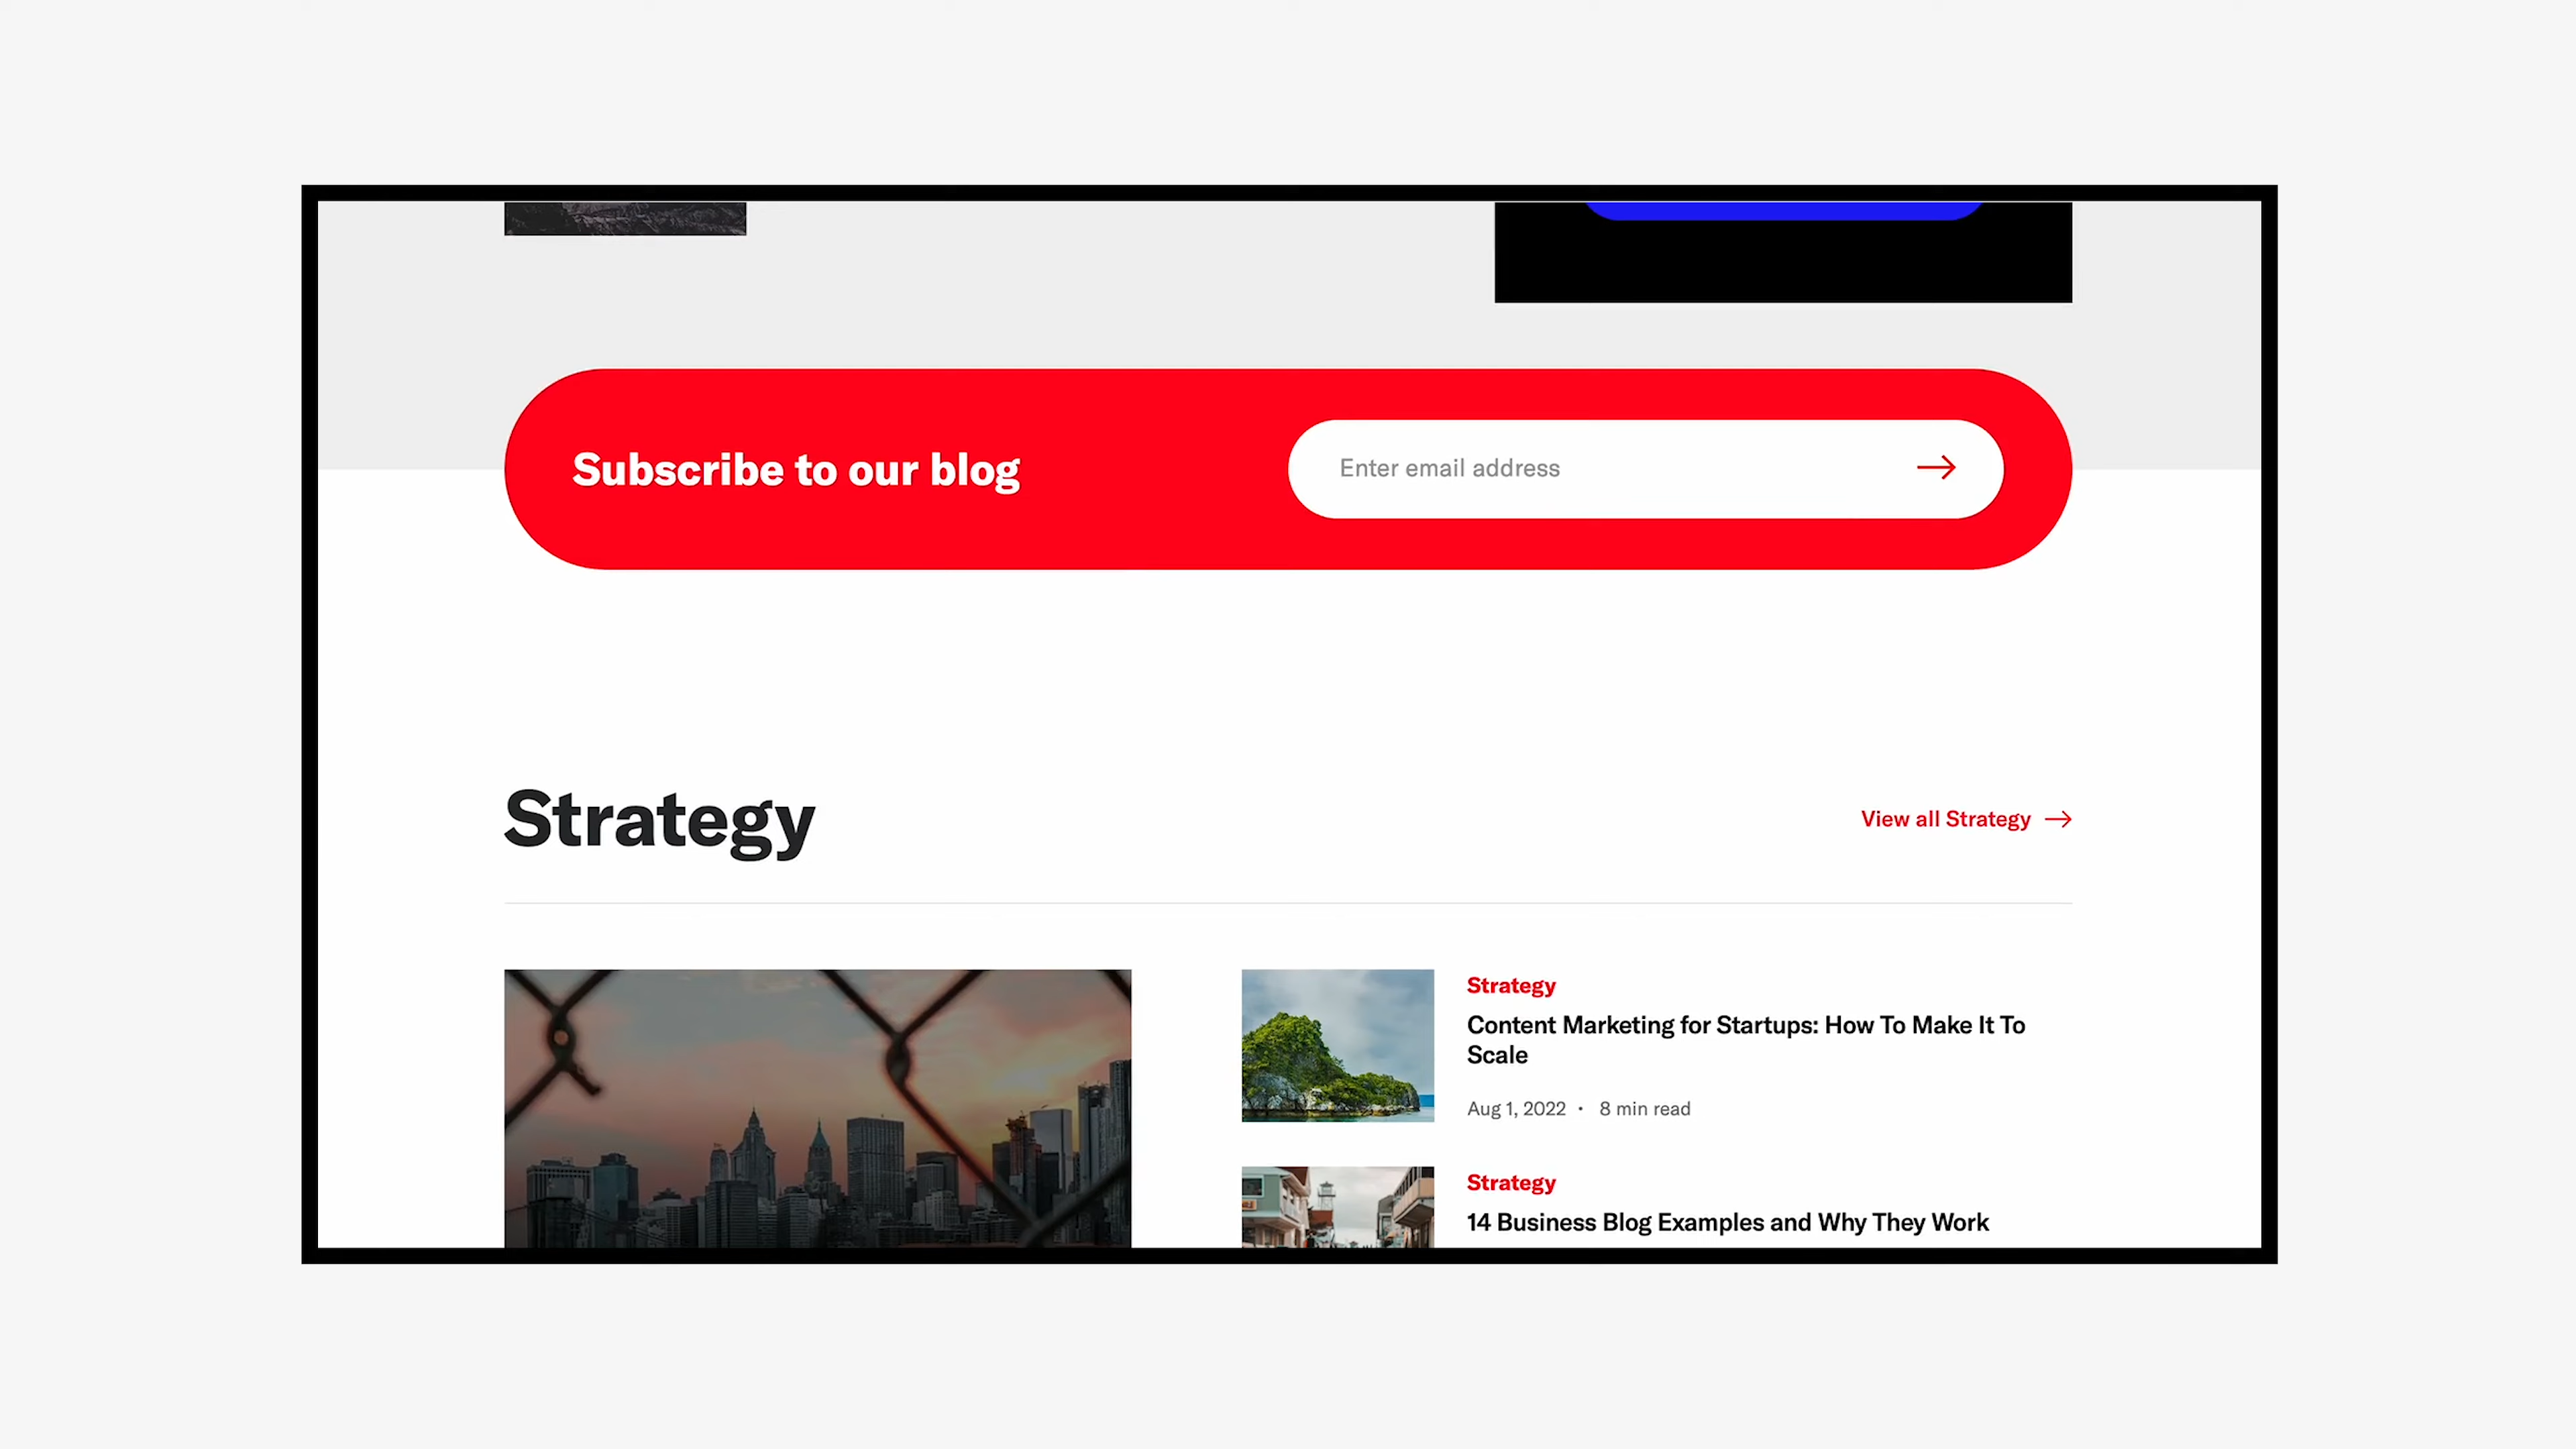 Subscribe to our blog
Enter email address
Strategy
View all Strategy
Strategy
Content Marketing for Startups: How To Make It To
Scale
Aug 1, 2022 · 8 min read
Strategy
14 Business Blog Examples and Why They Work